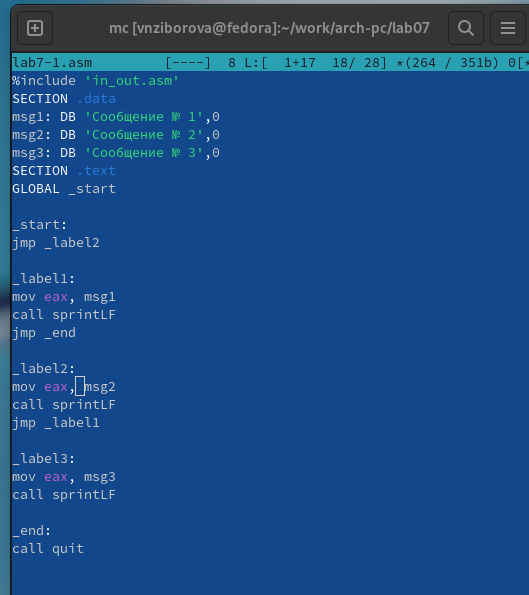 mc [vnziborova@fedora]:~/work/arch-pc/lab07
lab7-1.asm [----] 8 L:[ 1+17 18/ 28] *(264 / 351b) 0[*
%include 'in_out.asm'
SECTION .data
msg1: DB 'Сообщение № 1',0
msg2: DB 'Сообщение № 2',0
msg3: DB 'Сообщение № 3',0
SECTION .text
GLOBAL _start
_start:
jmp _label2
_label1:
mov eax, msg1
call sprintLF
jmp _end
_label2:
mov eax, msg2
call sprintLF
jmp _label1
_label3:
mov eax, msg3
call sprintLF
_end:
call quit